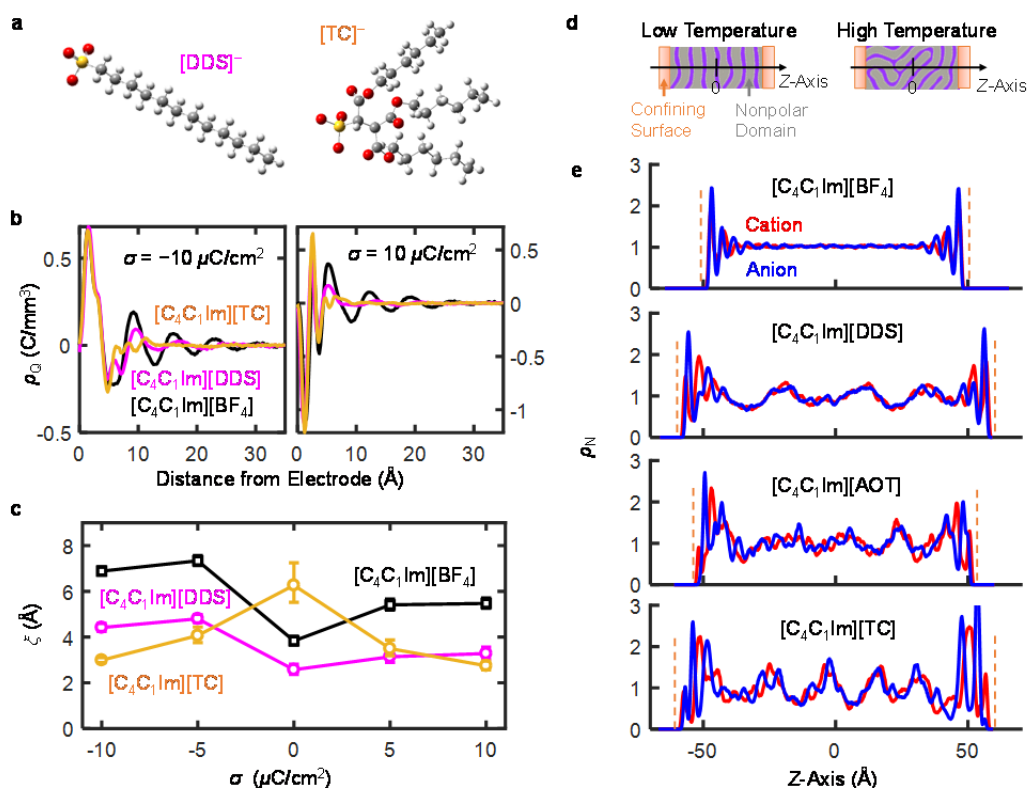 a
[DDS]⁻
[TC]⁻
b
ρQ (C/mm³)
0.5
0
-0.5
σ = −10 µC/cm²
[C₄C₁Im][TC]
[C₄C₁Im][DDS]
[C₄C₁Im][BF₄]
0 10 20 30
σ = 10 µC/cm²
0.5
0
-0.5
-1
0 10 20 30
Distance from Electrode (Å)
c
ξ (Å)
8
6
4
2
0
[C₄C₁Im][BF₄]
[C₄C₁Im][DDS]
[C₄C₁Im][TC]
-10 -5 0 5 10
σ (µC/cm²)
d
Low Temperature
High Temperature
0
Z-Axis
0
Z-Axis
Confining
Surface
Nonpolar
Domain
e
ρN
3
2
1
0
[C₄C₁Im][BF₄]
Cation
Anion
3
2
1
0
[C₄C₁Im][DDS]
3
2
1
0
[C₄C₁Im][AOT]
3
2
1
0
[C₄C₁Im][TC]
-50 0 50
Z-Axis (Å)